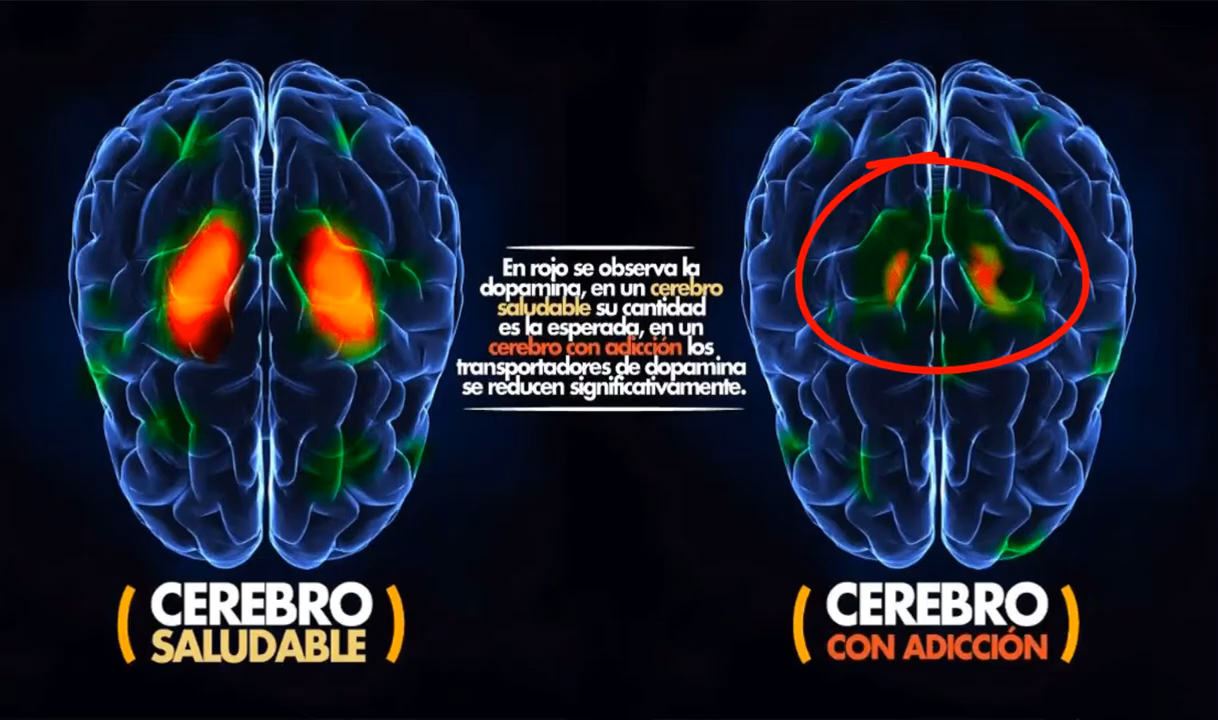 En rojo se observa la
dopamina, en un cerebro
saludable su cantidad
es la esperada, en un
cerebro con adicción los
transportadores de dopamina
se reducen significativamente.
CEREBRO
SALUDABLE
CEREBRO
CON ADICCIÓN